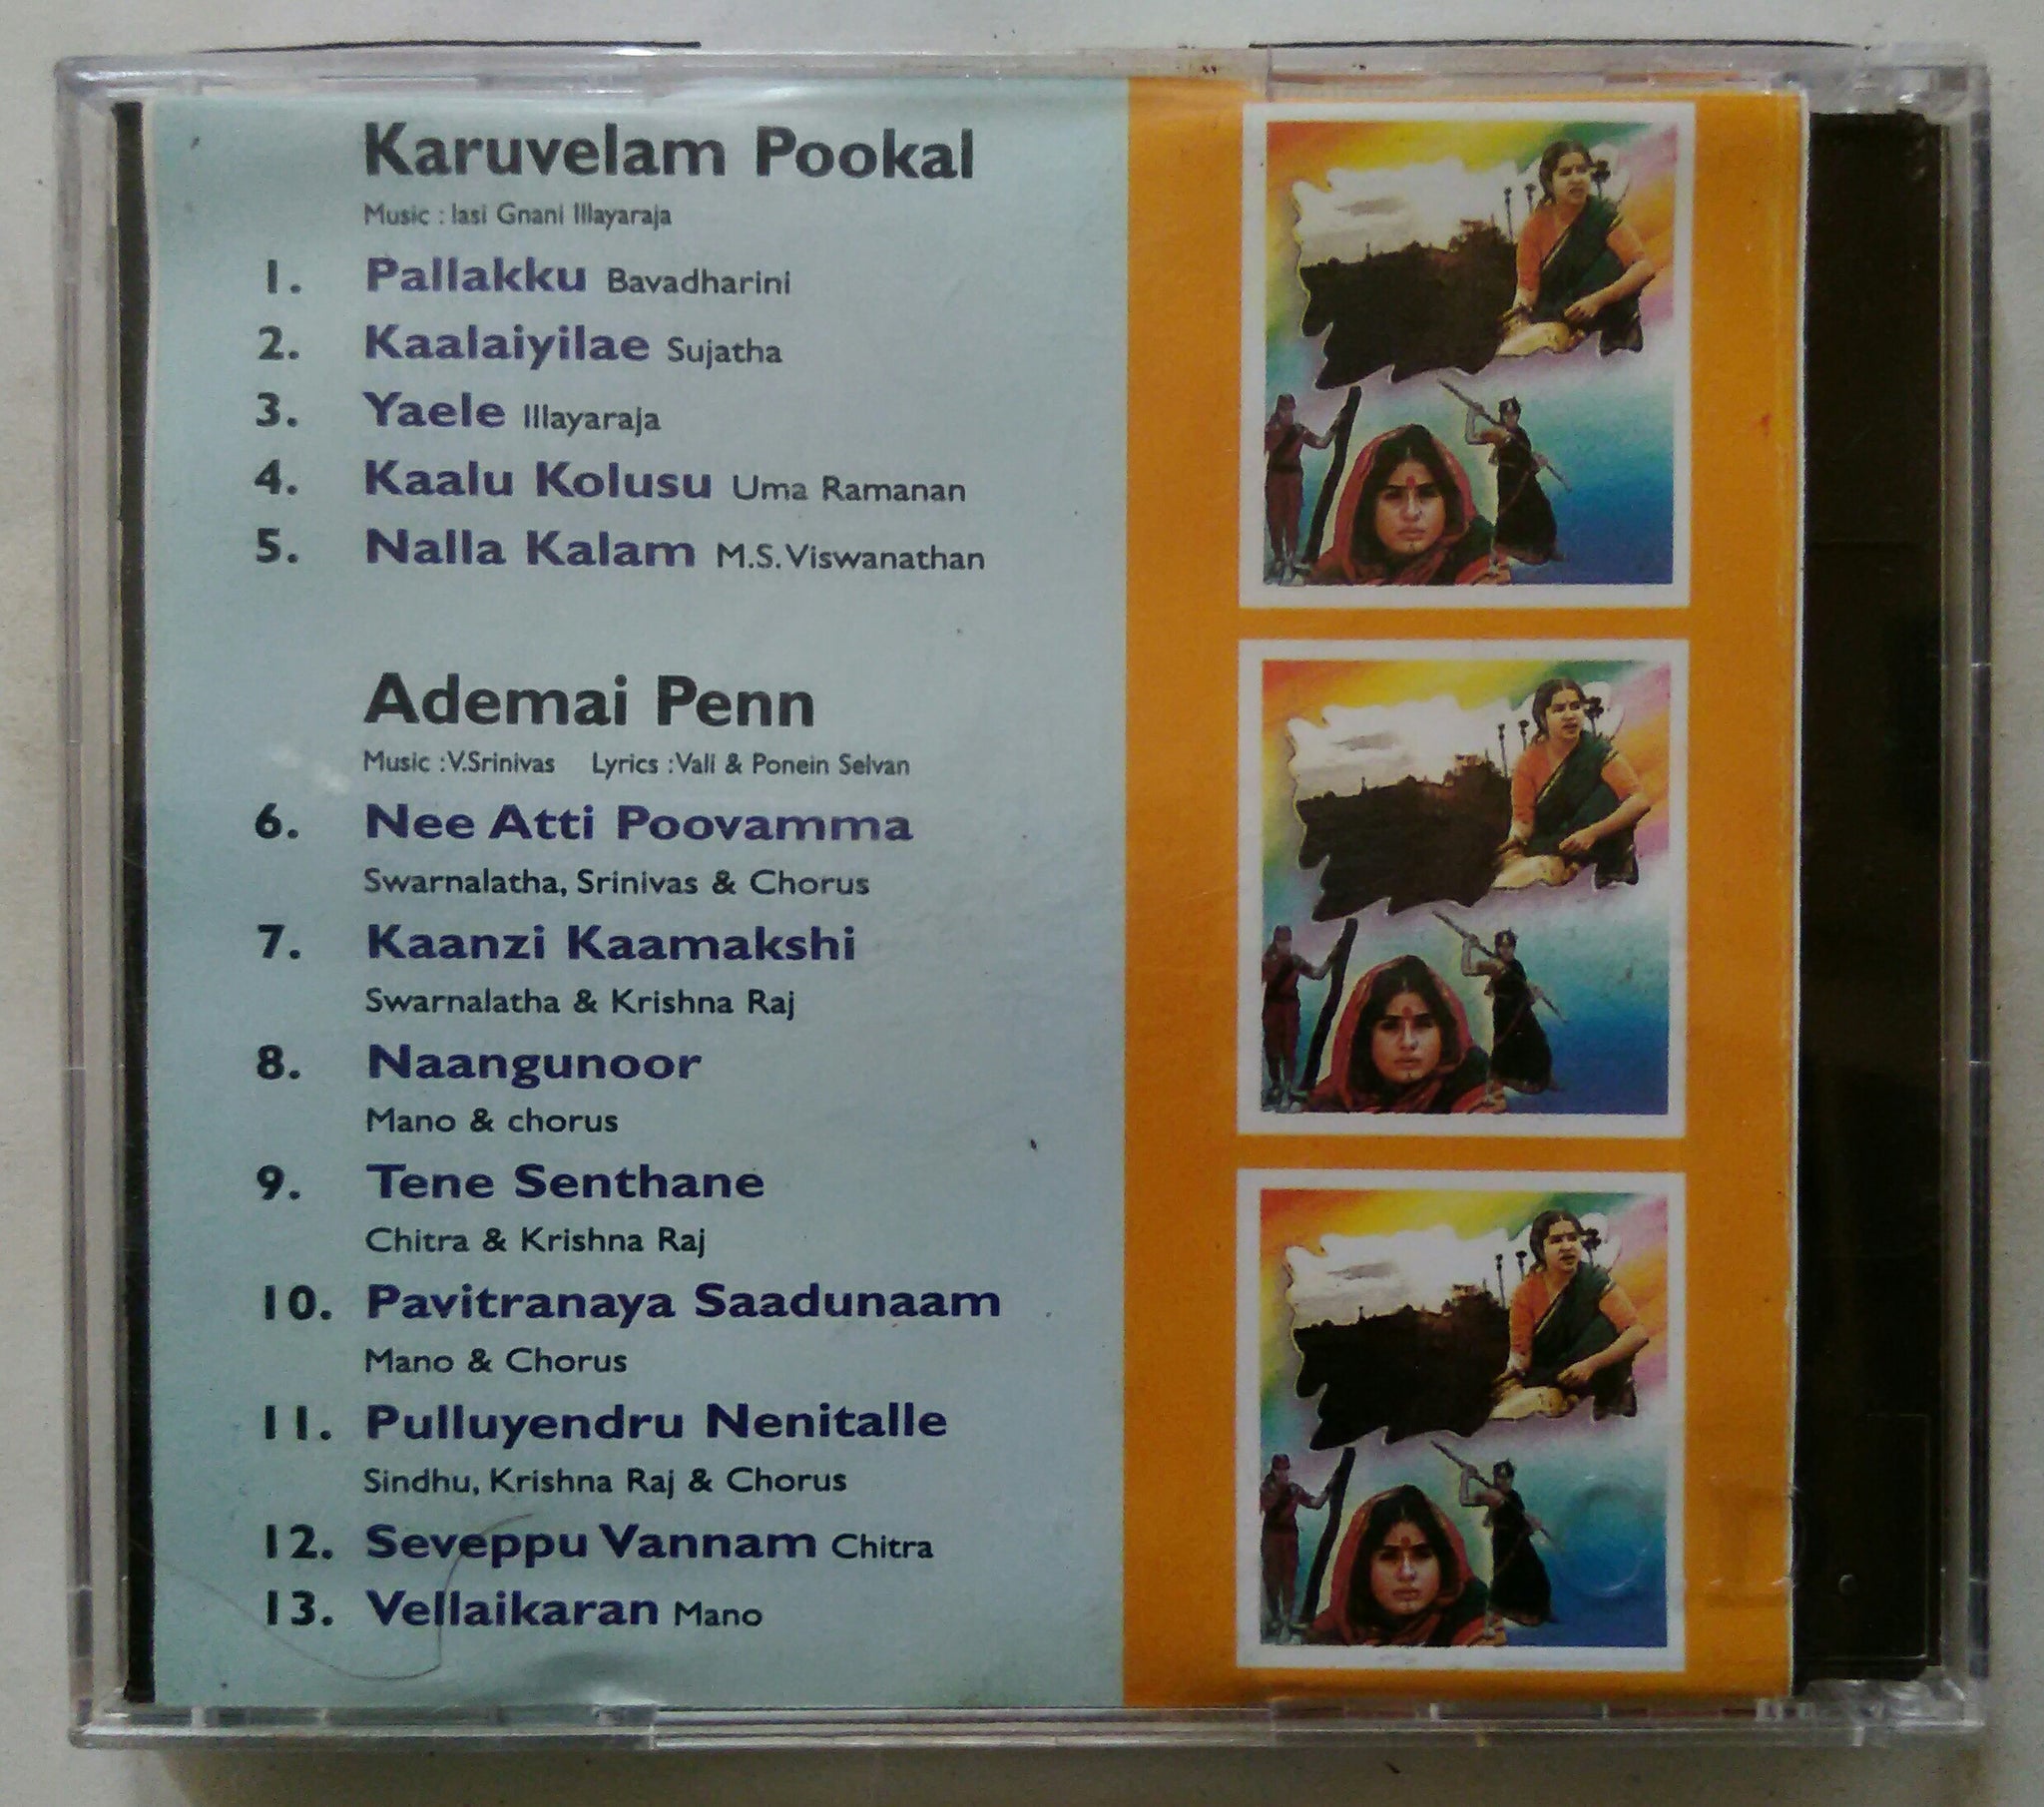 Karuvelam Pookal
Music : Iasi Gnani Illayaraja
1. Pallakku Bavadharini
2. Kaalaiyilae Sujatha
3. Yaele Illayaraja
4. Kaalu Kolusu Uma Ramanan
5. Nalla Kalam M.S.Viswanathan
Ademai Penn
Music :V.Srinivas Lyrics :Vali & Ponein Selvan
6. Nee Atti Poovamma
Swarnalatha, Srinivas & Chorus
7. Kaanzi Kaamakshi
Swarnalatha & Krishna Raj
8. Naangunoor
Mano & chorus
9. Tene Senthane
Chitra & Krishna Raj
10. Pavitranaya Saadunaam
Mano & Chorus
11. Pulluyendru Nenitalle
Sindhu, Krishna Raj & Chorus
12. Seveppu Vannam Chitra
13. Vellaikaran Mano